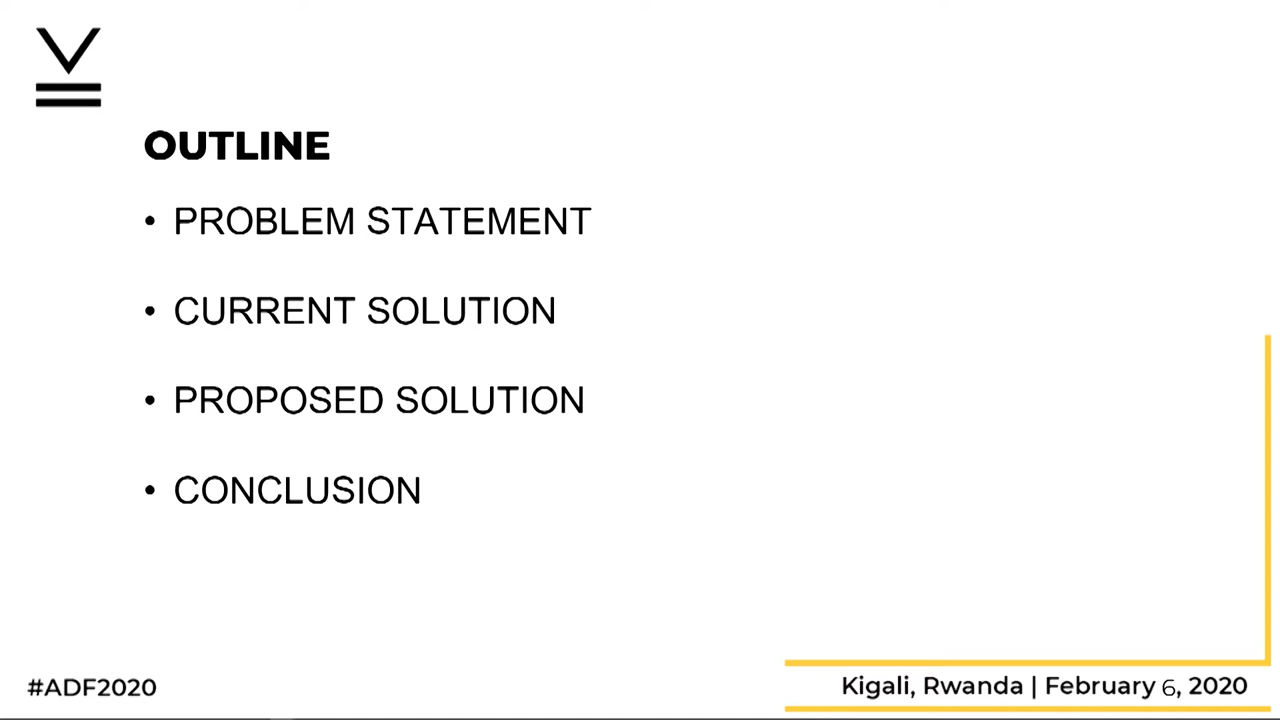 OUTLINE
• PROBLEM STATEMENT
• CURRENT SOLUTION
• PROPOSED SOLUTION
• CONCLUSION
#ADF2020
Kigali, Rwanda | February 6, 2020